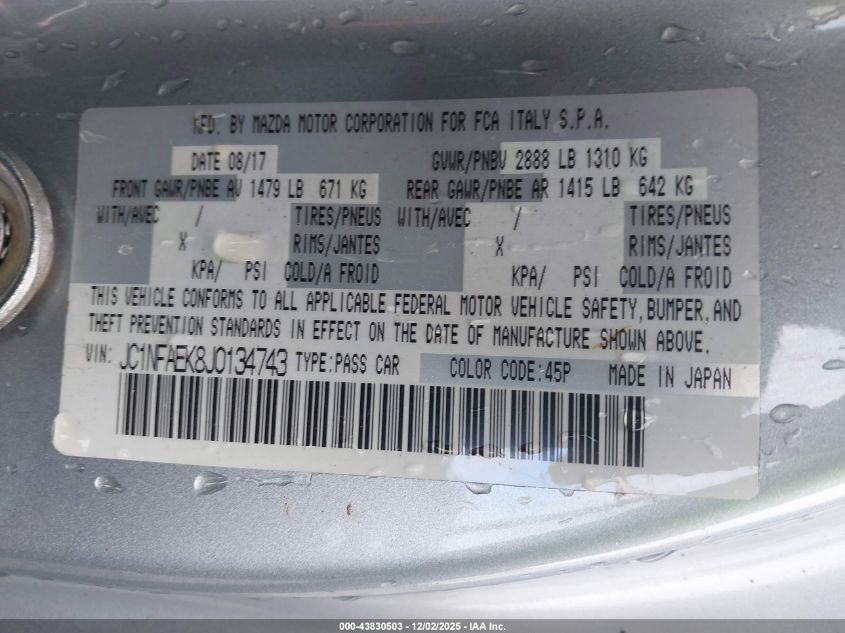 MFD. BY MAZDA MOTOR CORPORATION FOR FCA ITALY S.P.A.
DATE 08/17 GVWR/PNBV 2888 LB 1310 KG
FRONT GAWR/PNBE AV 1479 LB 671 KG REAR GAWR/PNBE AR 1415 LB 642 KG
WITH/AVEC / TIRES/PNEUS WITH/AVEC / TIRES/PNEUS
X RIMS/JANTES X RIMS/JANTES
KPA/ PSI COLD/A FROID KPA/ PSI COLD/A FROID
THIS VEHICLE CONFORMS TO ALL APPLICABLE FEDERAL MOTOR VEHICLE SAFETY, BUMPER, AND
THEFT PREVENTION STANDARDS IN EFFECT ON THE DATE OF MANUFACTURE SHOWN ABOVE.
VIN: JC1NFAEK8J0134743 TYPE:PASS CAR COLOR CODE:45P MADE IN JAPAN
000-43830503 - 12/02/2025 - IAA Inc.